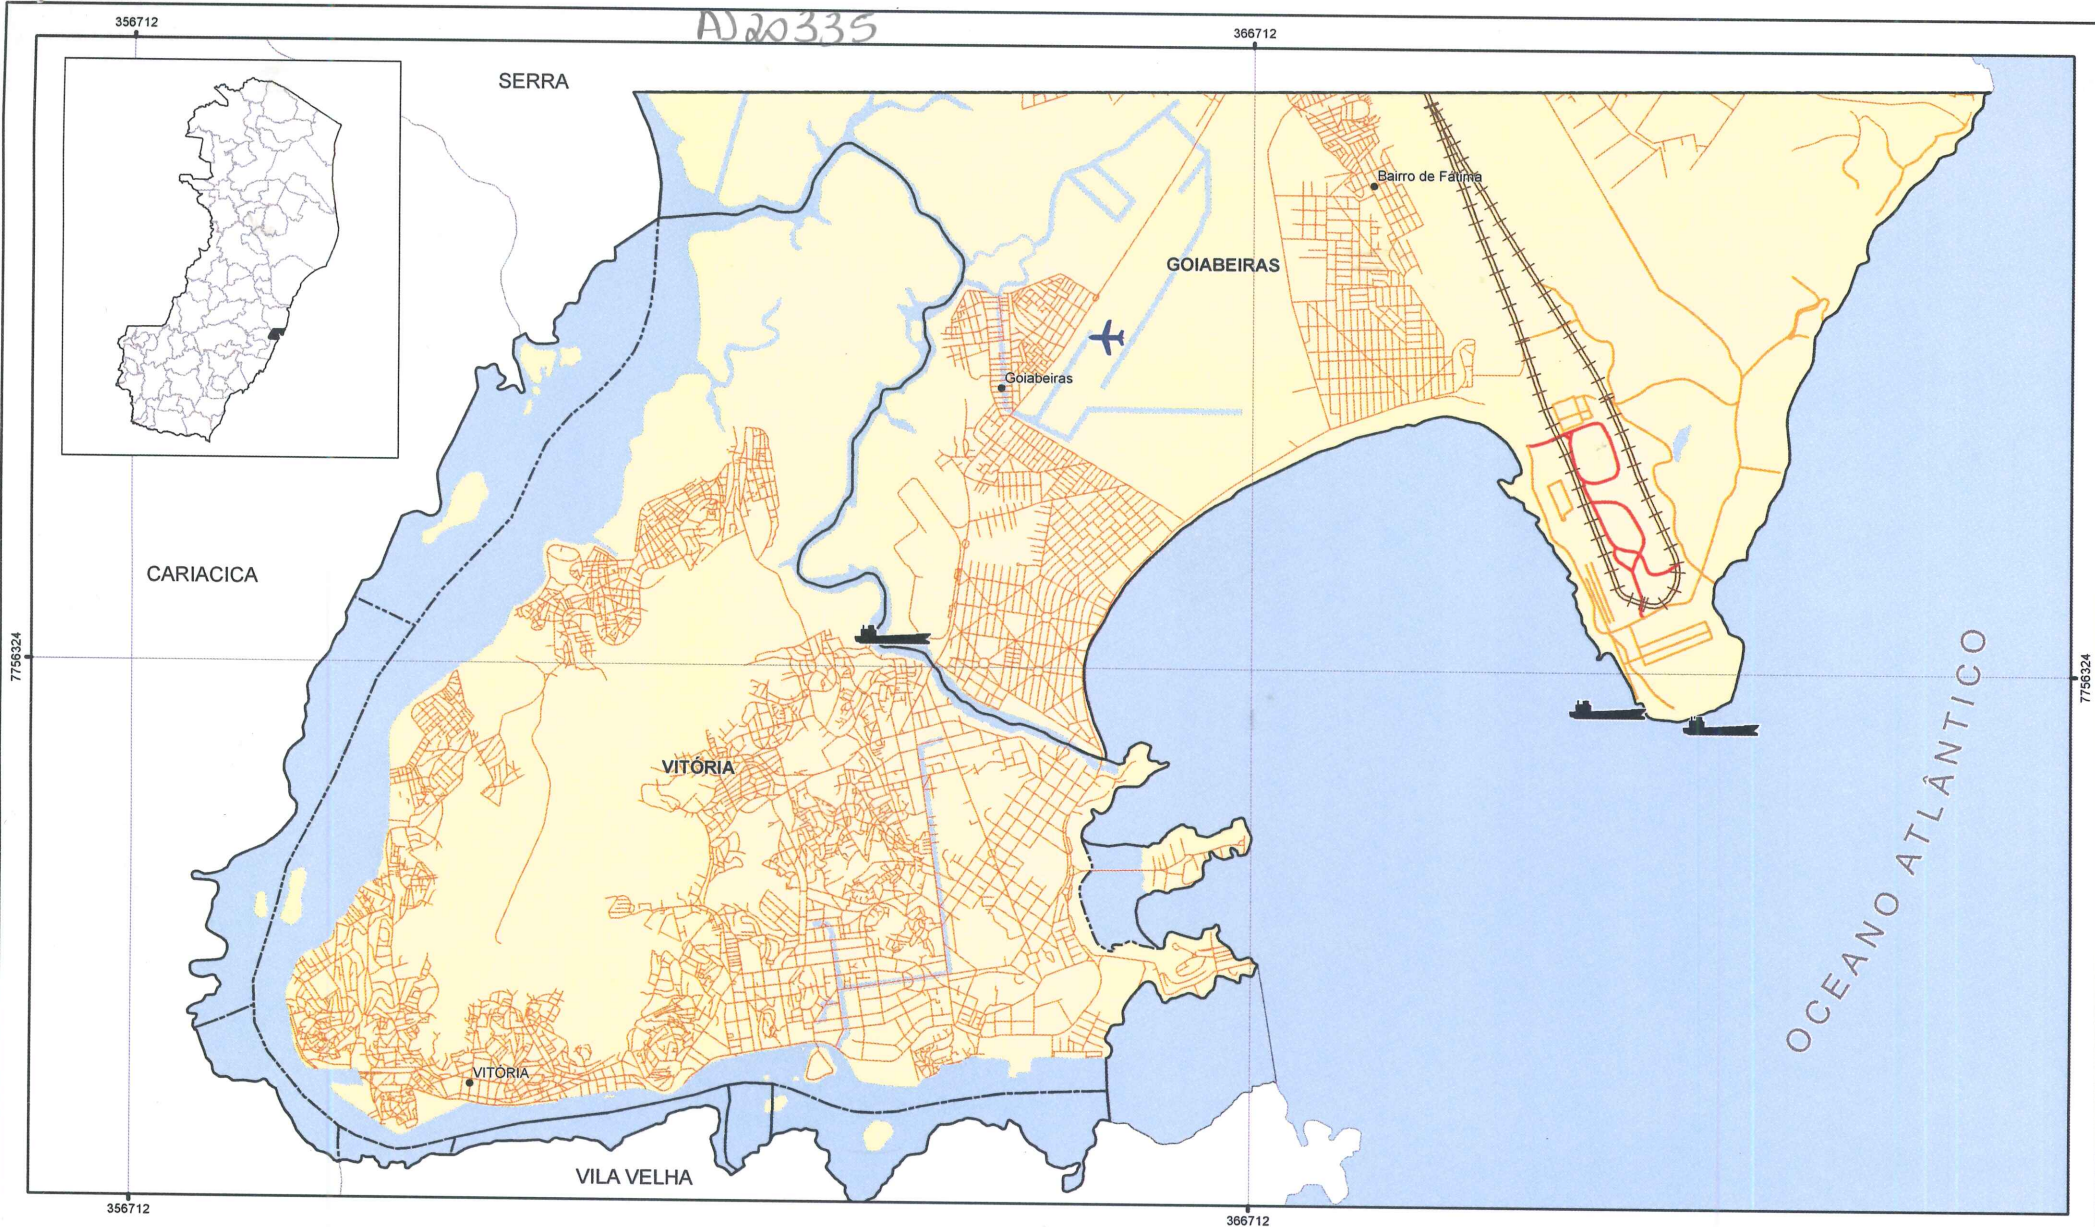 356712
AJ20335
366712
SERRA
Bairro de Fátima
GOIABEIRAS
Goiabeiras
CARIACICA
7756324
7756324
OCEANO ATLÂNTICO
VITÓRIA
VITÓRIA
VILA VELHA
356712
366712